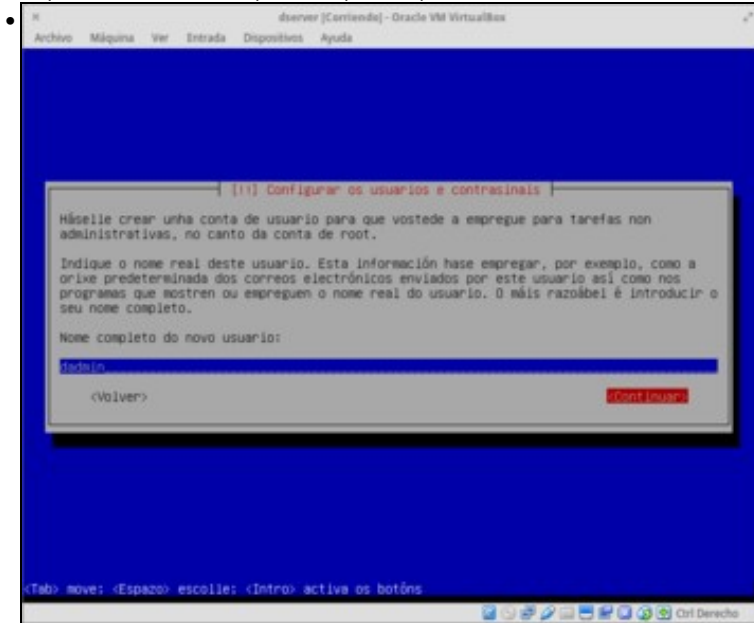 dserver [Corriendo] - Oracle VM VirtualBox
Archivo Máquina Ver Entrada Dispositivos Ayuda
[!!] Configurar os usuarios e contrasinais
Háselle crear unha conta de usuario para que vostede a empregue para tarefas non
administrativas, no canto da conta de root.
Indique o nome real deste usuario. Esta información hase empregar, por exemplo, como a
orixe predeterminada dos correos electrónicos enviados por este usuario así como nos
programas que mostren ou empreguen o nome real do usuario. O máis razoábel é introducir o
seu nome completo.
Nome completo do novo usuario:
dadmin
<Volver> <Continuar>
<Tab> move; <Espazo> escolle; <Intro> activa os botóns
Ctrl Derecho